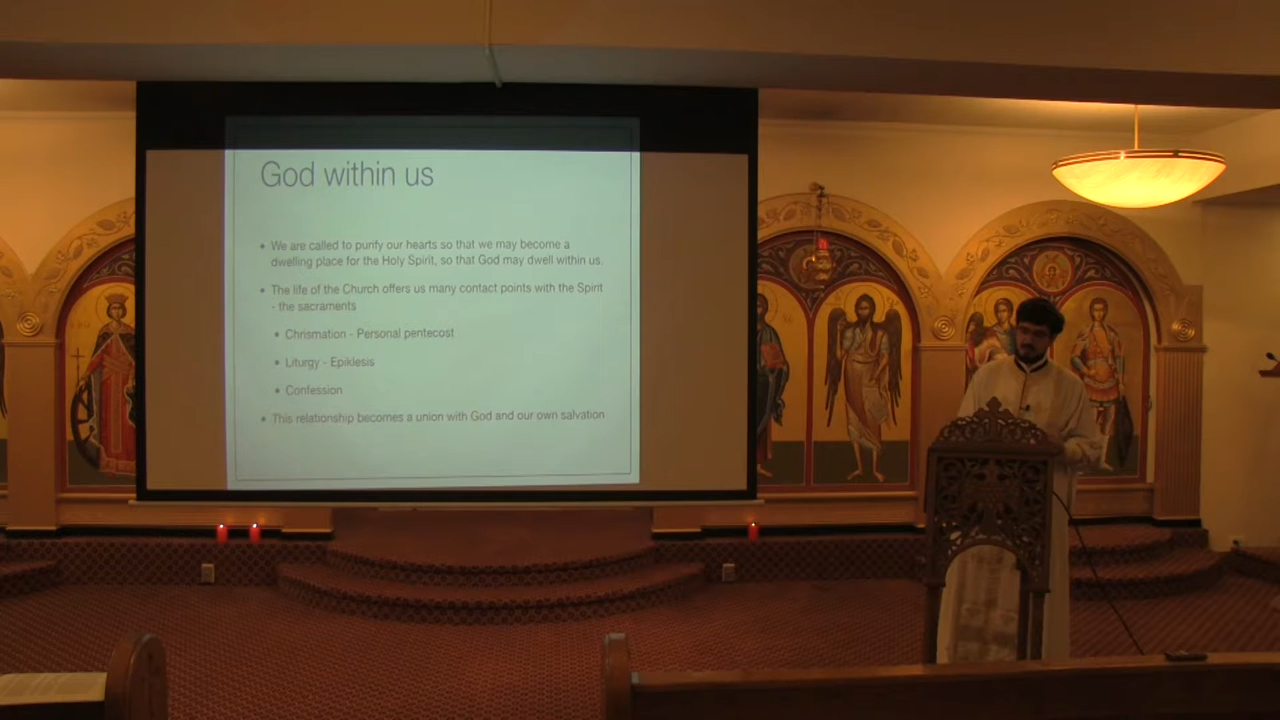 God within us
• We are called to purify our hearts so that we may become a
dwelling place for the Holy Spirit, so that God may dwell within us.
• The life of the Church offers us many contact points with the Spirit
- the sacraments
• Chrismation - Personal pentecost
• Liturgy - Epiklesis
• Confession
• This relationship becomes a union with God and our own salvation